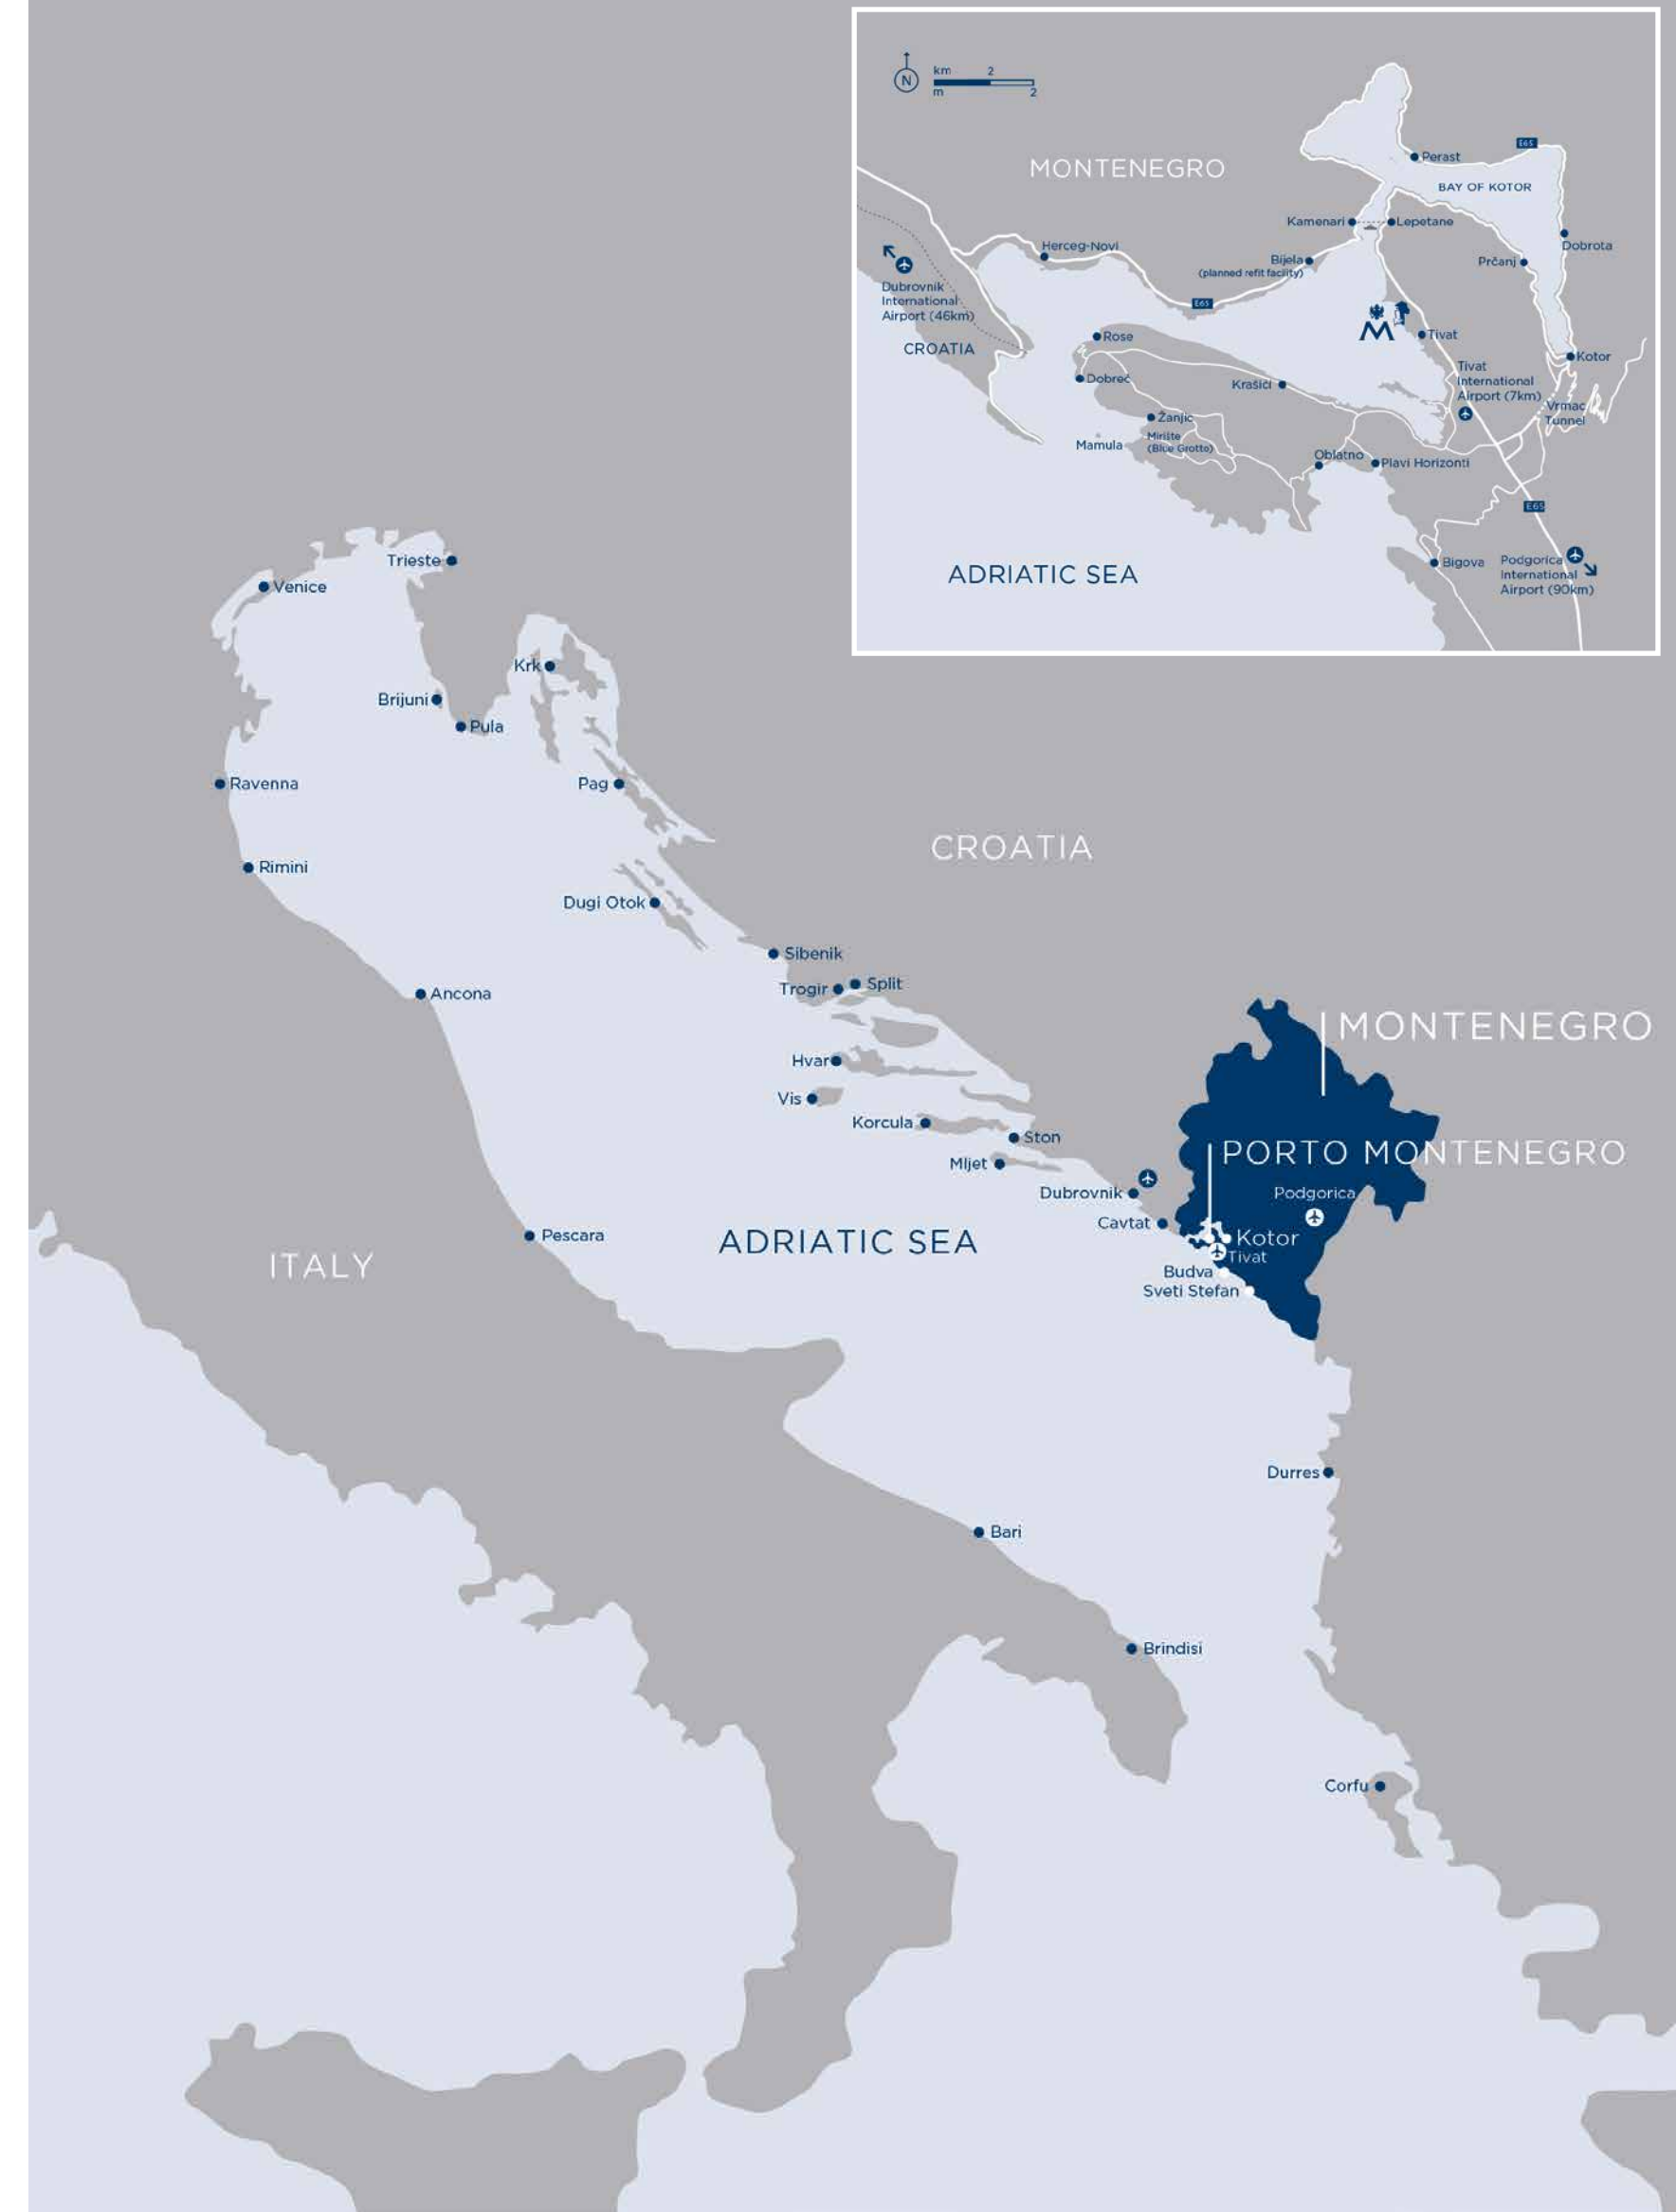 N
km 2
m 2
MONTENEGRO
E65
Perast
BAY OF KOTOR
Kamenari
Lepetane
Dobrota
Herceg-Novi
Bijela
(planned refit facility)
Prčanj
Dubrovnik
International
Airport (46km)
E65
CROATIA
Rose
M
Tivat
Kotor
Tivat
International
Airport (7km)
Dobreč
Krašići
Vrmac
Tunnel
Žanjic
Mirište
(Blue Grotto)
Mamula
Oblatno
Plavi Horizonti
E65
ADRIATIC SEA
Bigova
Podgorica
International
Airport (90km)
Trieste
Venice
Krk
Brijuni
Pula
Ravenna
Pag
CROATIA
Rimini
Dugi Otok
Sibenik
Split
Trogir
Ancona
MONTENEGRO
Hvar
Vis
Korcula
Ston
PORTO MONTENEGRO
Mljet
Dubrovnik
Podgorica
Cavtat
Pescara
ADRIATIC SEA
Kotor
Tivat
ITALY
Budva
Sveti Stefan
Durres
Bari
Brindisi
Corfu